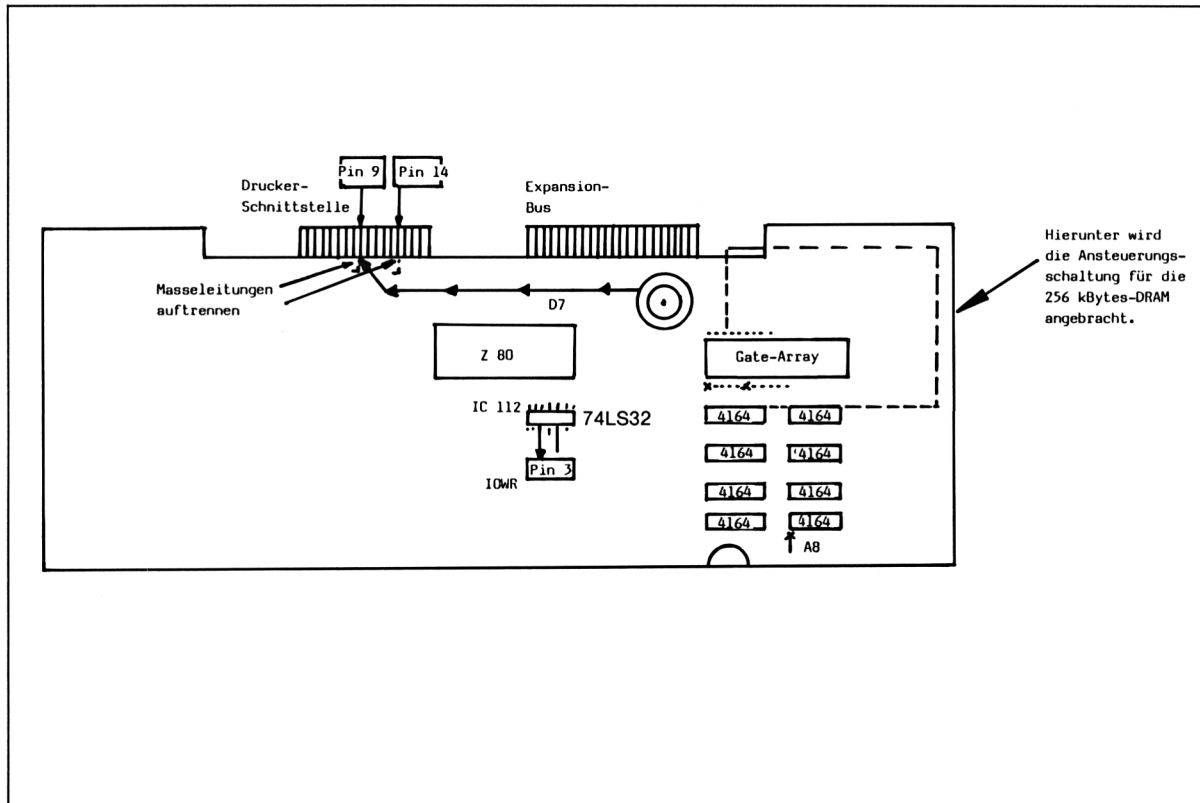 Pin 9
Pin 14
Drucker-
Schnittstelle
Expansion-
Bus
Hierunter wird
die Ansteuerungs-
schaltung für die
256 kBytes-DRAM
angebracht.
Masseleitungen
auftrennen
D7
Z 80
Gate-Array
IC 112
74LS32
4164
4164
Pin 3
IOWR
4164
4164
4164
4164
4164
4164
A8